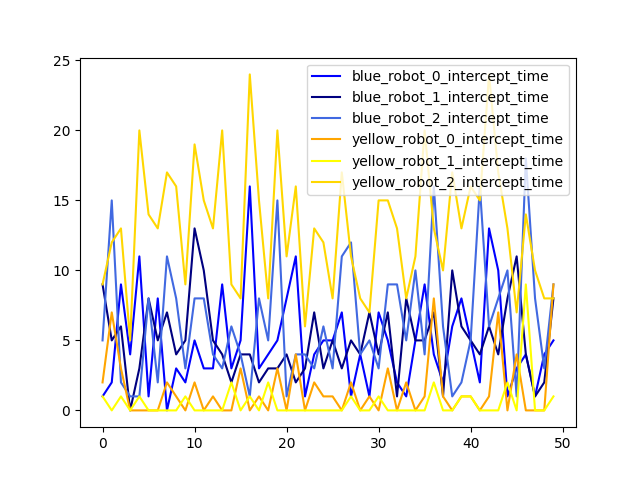 25
20
15
10
5
0
0
10
20
30
40
50
blue_robot_0_intercept_time
blue_robot_1_intercept_time
blue_robot_2_intercept_time
yellow_robot_0_intercept_time
yellow_robot_1_intercept_time
yellow_robot_2_intercept_time